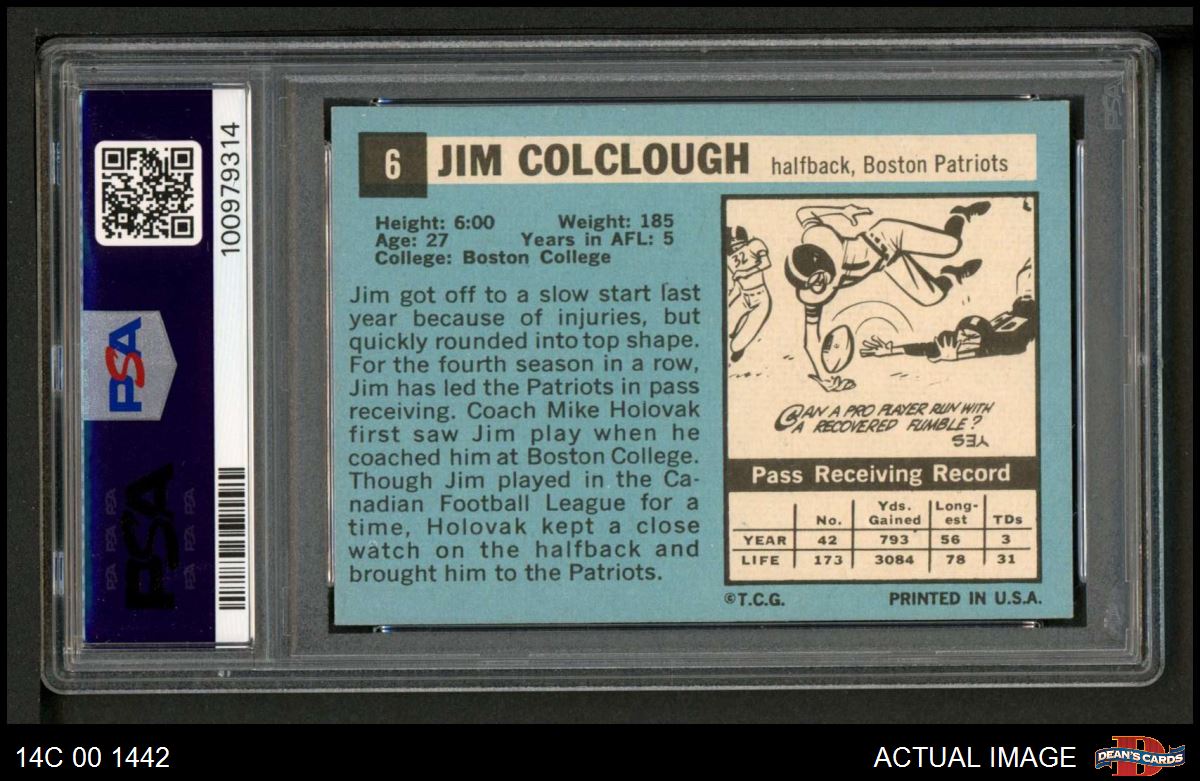 100979314
PSA
PSA
PSA
6 JIM COLCLOUGH halfback, Boston Patriots
Height: 6:00 Weight: 185
Age: 27 Years in AFL: 5
College: Boston College
Jim got off to a slow start last
year because of injuries, but
quickly rounded into top shape.
For the fourth season in a row,
Jim has led the Patriots in pass
receiving. Coach Mike Holovak
first saw Jim play when he
coached him at Boston College.
Though Jim played in the Ca-
nadian Football League for a
time, Holovak kept a close
watch on the halfback and
brought him to the Patriots.
32
CAN A PRO PLAYER RUN WITH
A RECOVERED FUMBLE?
YES
Pass Receiving Record
No. Yds. Gained Long-est TDs
YEAR 42 793 56 3
LIFE 173 3084 78 31
©T.C.G. PRINTED IN U.S.A.
14C 00 1442
ACTUAL IMAGE
DEAN'S CARDS